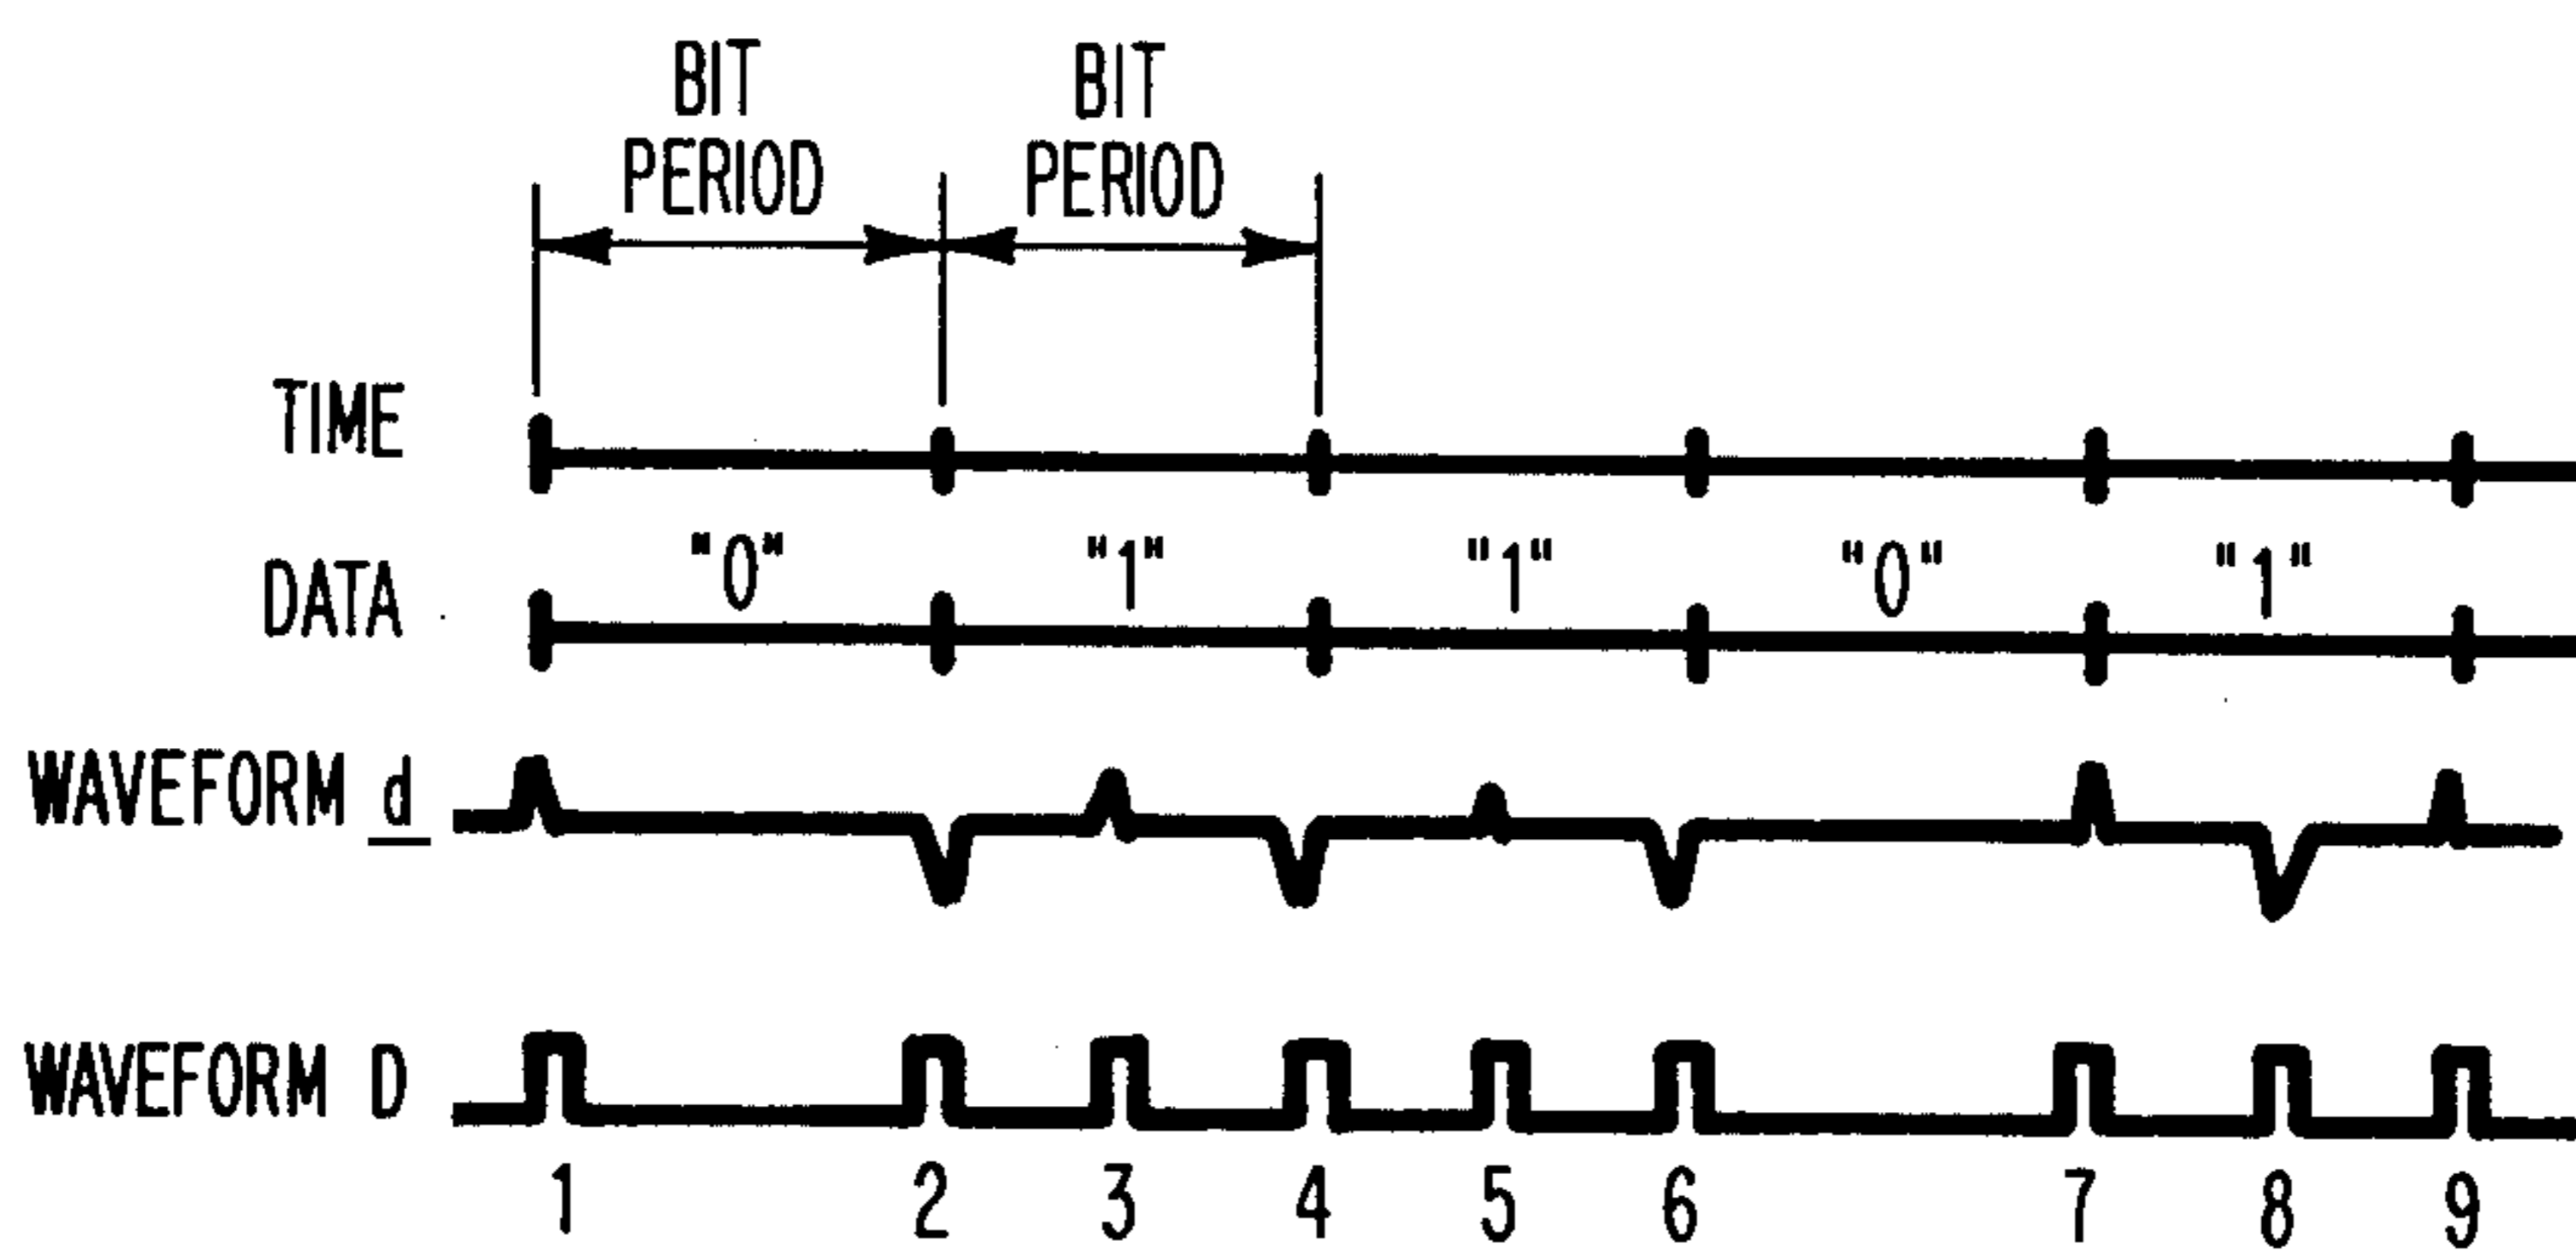 BIT BIT
PERIOD PERIOD
TIME
DATA "0" "1" "1" "0" "1"
WAVEFORM d
WAVEFORM D
1 2 3 4 5 6 7 8 9